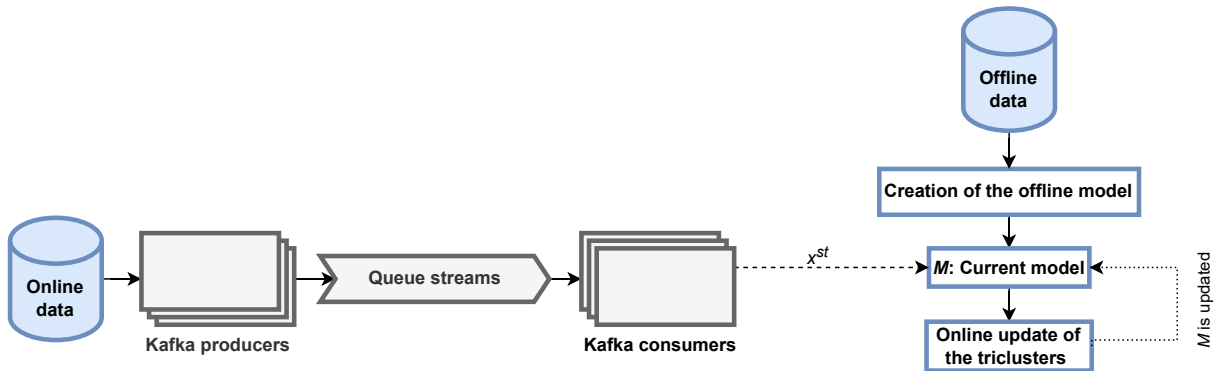 Offline
data
Creation of the offline model
Online
data
Kafka producers
Queue streams
Kafka consumers
x^st
M: Current model
Online update of
the triclusters
M is updated